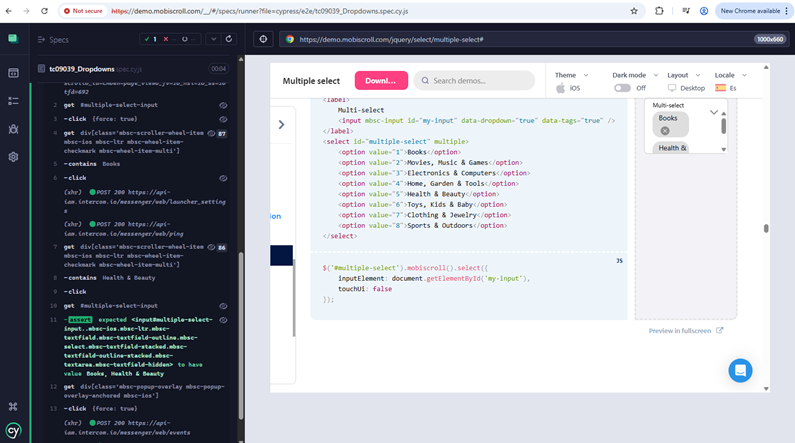 Not secure
https://demo.mobiscroll.com/__/#/specs/runner?file=cypress/e2e/tc09039_Dropdowns.spec.cy.js
New Chrome available
Specs
1
https://demo.mobiscroll.com/jquery/select/multiple-select#
1000x660
tc09039_Dropdowns.spec.cy.js
00:04
2 get #multiple-select-input
3 -click {force: true}
4 get div[class='mbsc-scroller-wheel-item mbsc-ios mbsc-ltr mbsc-wheel-item-checkmark mbsc-wheel-item-multi']
87
5 -contains Books
6 -click
(xhr) POST 200 https://api-iam.intercom.io/messenger/web/launcher_settings
(xhr) POST 200 https://api-iam.intercom.io/messenger/web/ping
7 get div[class='mbsc-scroller-wheel-item mbsc-ios mbsc-ltr mbsc-wheel-item-checkmark mbsc-wheel-item-multi']
86
8 -contains Health & Beauty
9 -click
10 get #multiple-select-input
11 -assert expected <input#multiple-select-input..mbsc-ios.mbsc-ltr.mbsc-textfield.mbsc-textfield-outline.mbsc-select.mbsc-textfield-stacked.mbsc-textfield-outline-stacked.mbsc-textarea.mbsc-textfield-hidden> to have value Books, Health & Beauty
12 get div[class='mbsc-popup-overlay mbsc-popup-overlay-anchored mbsc-ios']
13 -click {force: true}
(xhr) POST 200 https://api-iam.intercom.io/messenger/web/events
cy
Multiple select
Downl...
Search demos...
Theme
iOS
Dark mode
Off
Layout
Desktop
Locale
Es
ion
<label>
Multi-select
<input mbsc-input id="my-input" data-dropdown="true" data-tags="true" />
</label>
<select id="multiple-select" multiple>
<option value="1">Books</option>
<option value="2">Movies, Music & Games</option>
<option value="3">Electronics & Computers</option>
<option value="4">Home, Garden & Tools</option>
<option value="5">Health & Beauty</option>
<option value="6">Toys, Kids & Baby</option>
<option value="7">Clothing & Jewelry</option>
<option value="8">Sports & Outdoors</option>
</select>
JS
$('#multiple-select').mobiscroll().select({
inputElement: document.getElementById('my-input'),
touchUi: false
});
Multi-select
Books
Health &
Preview in fullscreen